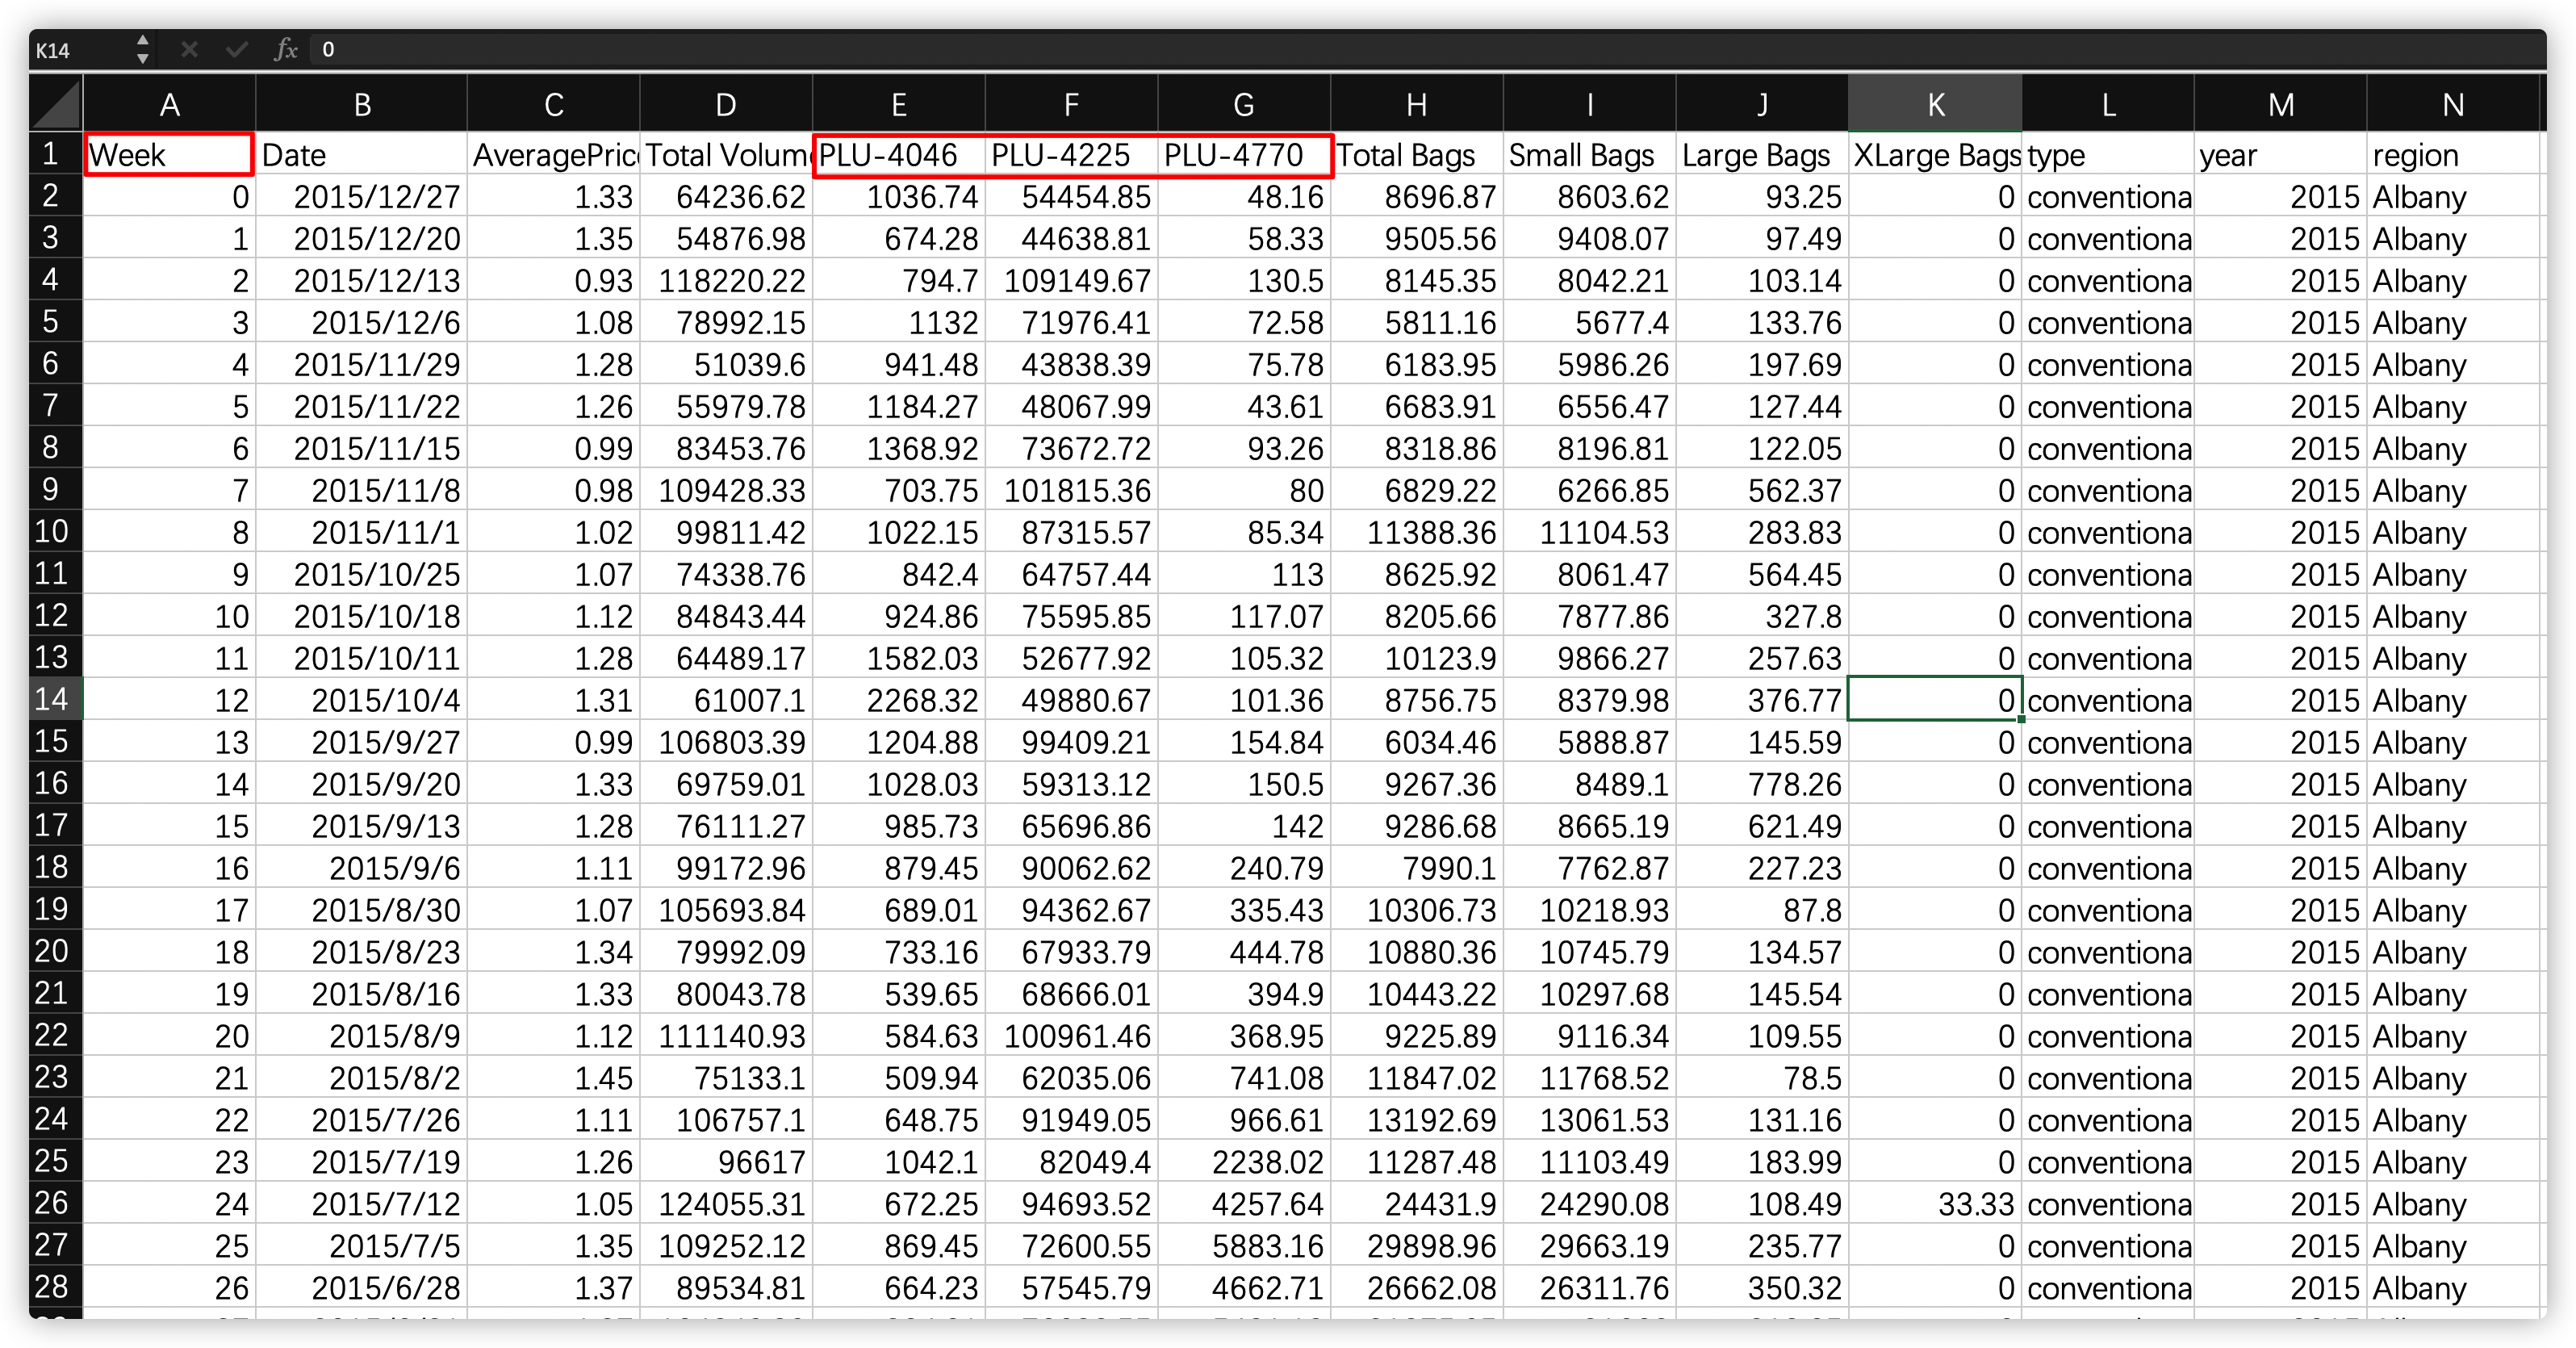 K14 fx 0
A B C D E F G H I J K L M N
1 Week Date AveragePric Total Volum PLU-4046 PLU-4225 PLU-4770 Total Bags Small Bags Large Bags XLarge Bags type year region
2 0 2015/12/27 1.33 64236.62 1036.74 54454.85 48.16 8696.87 8603.62 93.25 0 conventiona 2015 Albany
3 1 2015/12/20 1.35 54876.98 674.28 44638.81 58.33 9505.56 9408.07 97.49 0 conventiona 2015 Albany
4 2 2015/12/13 0.93 118220.22 794.7 109149.67 130.5 8145.35 8042.21 103.14 0 conventiona 2015 Albany
5 3 2015/12/6 1.08 78992.15 1132 71976.41 72.58 5811.16 5677.4 133.76 0 conventiona 2015 Albany
6 4 2015/11/29 1.28 51039.6 941.48 43838.39 75.78 6183.95 5986.26 197.69 0 conventiona 2015 Albany
7 5 2015/11/22 1.26 55979.78 1184.27 48067.99 43.61 6683.91 6556.47 127.44 0 conventiona 2015 Albany
8 6 2015/11/15 0.99 83453.76 1368.92 73672.72 93.26 8318.86 8196.81 122.05 0 conventiona 2015 Albany
9 7 2015/11/8 0.98 109428.33 703.75 101815.36 80 6829.22 6266.85 562.37 0 conventiona 2015 Albany
10 8 2015/11/1 1.02 99811.42 1022.15 87315.57 85.34 11388.36 11104.53 283.83 0 conventiona 2015 Albany
11 9 2015/10/25 1.07 74338.76 842.4 64757.44 113 8625.92 8061.47 564.45 0 conventiona 2015 Albany
12 10 2015/10/18 1.12 84843.44 924.86 75595.85 117.07 8205.66 7877.86 327.8 0 conventiona 2015 Albany
13 11 2015/10/11 1.28 64489.17 1582.03 52677.92 105.32 10123.9 9866.27 257.63 0 conventiona 2015 Albany
14 12 2015/10/4 1.31 61007.1 2268.32 49880.67 101.36 8756.75 8379.98 376.77 0 conventiona 2015 Albany
15 13 2015/9/27 0.99 106803.39 1204.88 99409.21 154.84 6034.46 5888.87 145.59 0 conventiona 2015 Albany
16 14 2015/9/20 1.33 69759.01 1028.03 59313.12 150.5 9267.36 8489.1 778.26 0 conventiona 2015 Albany
17 15 2015/9/13 1.28 76111.27 985.73 65696.86 142 9286.68 8665.19 621.49 0 conventiona 2015 Albany
18 16 2015/9/6 1.11 99172.96 879.45 90062.62 240.79 7990.1 7762.87 227.23 0 conventiona 2015 Albany
19 17 2015/8/30 1.07 105693.84 689.01 94362.67 335.43 10306.73 10218.93 87.8 0 conventiona 2015 Albany
20 18 2015/8/23 1.34 79992.09 733.16 67933.79 444.78 10880.36 10745.79 134.57 0 conventiona 2015 Albany
21 19 2015/8/16 1.33 80043.78 539.65 68666.01 394.9 10443.22 10297.68 145.54 0 conventiona 2015 Albany
22 20 2015/8/9 1.12 111140.93 584.63 100961.46 368.95 9225.89 9116.34 109.55 0 conventiona 2015 Albany
23 21 2015/8/2 1.45 75133.1 509.94 62035.06 741.08 11847.02 11768.52 78.5 0 conventiona 2015 Albany
24 22 2015/7/26 1.11 106757.1 648.75 91949.05 966.61 13192.69 13061.53 131.16 0 conventiona 2015 Albany
25 23 2015/7/19 1.26 96617 1042.1 82049.4 2238.02 11287.48 11103.49 183.99 0 conventiona 2015 Albany
26 24 2015/7/12 1.05 124055.31 672.25 94693.52 4257.64 24431.9 24290.08 108.49 33.33 conventiona 2015 Albany
27 25 2015/7/5 1.35 109252.12 869.45 72600.55 5883.16 29898.96 29663.19 235.77 0 conventiona 2015 Albany
28 26 2015/6/28 1.37 89534.81 664.23 57545.79 4662.71 26662.08 26311.76 350.32 0 conventiona 2015 Albany